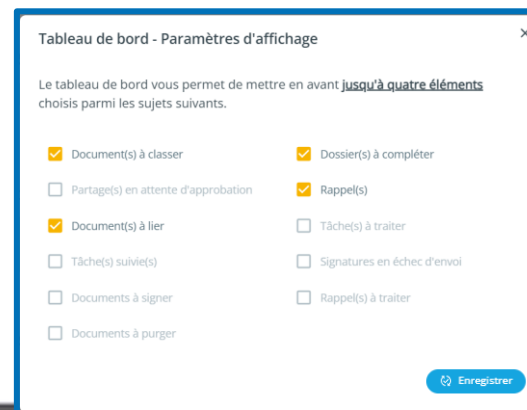 Tableau de bord - Paramètres d'affichage
Le tableau de bord vous permet de mettre en avant jusqu'à quatre éléments
choisis parmi les sujets suivants.
Document(s) à classer
Dossier(s) à compléter
Partage(s) en attente d'approbation
Rappel(s)
Document(s) à lier
Tâche(s) à traiter
Tâche(s) suivie(s)
Signatures en échec d'envoi
Documents à signer
Rappel(s) à traiter
Documents à purger
Enregistrer